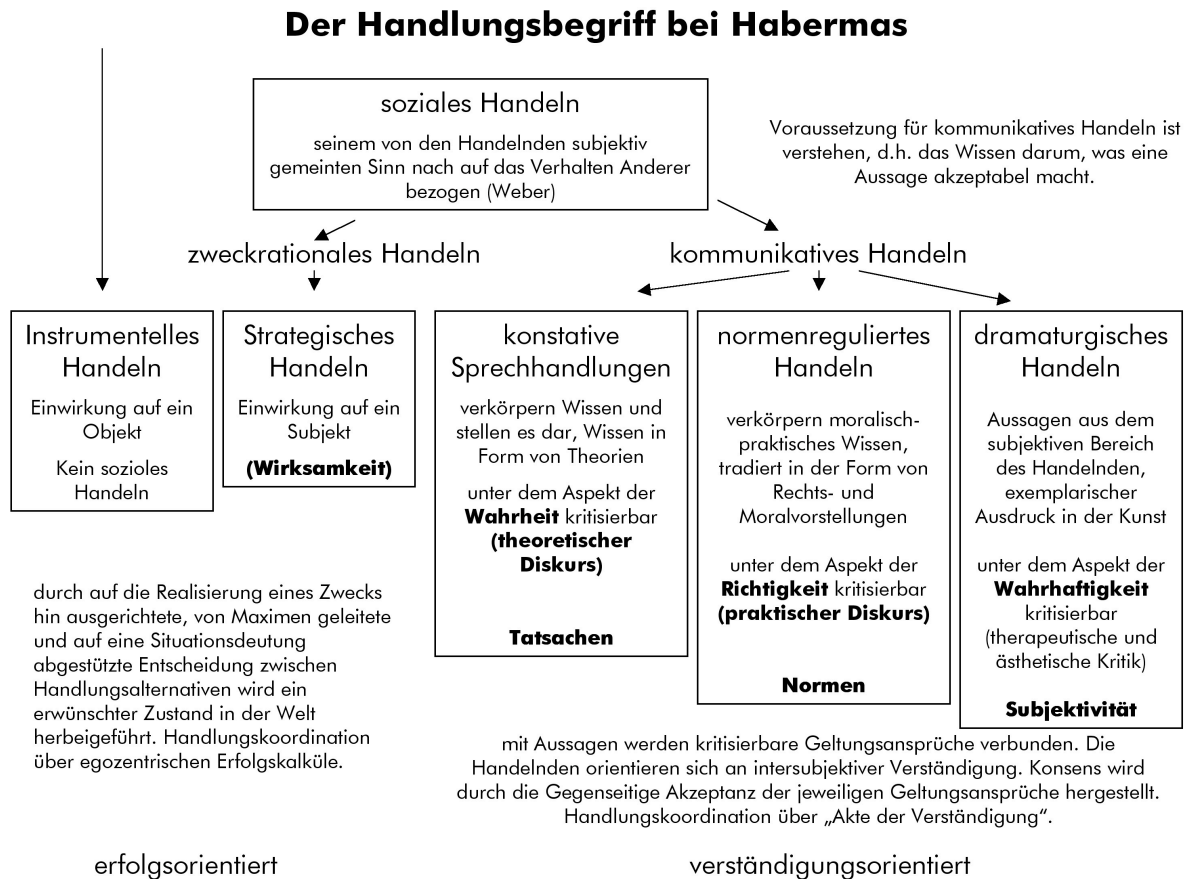 Der Handlungsbegriff bei Habermas
soziales Handeln
seinem von den Handelnden subjektiv
gemeinten Sinn nach auf das Verhalten Anderer
bezogen (Weber)
Voraussetzung für kommunikatives Handeln ist
verstehen, d.h. das Wissen darum, was eine
Aussage akzeptabel macht.
zweckrationales Handeln
kommunikatives Handeln
Instrumentelles
Handeln
Einwirkung auf ein
Objekt
Kein sozioles
Handeln
Strategisches
Handeln
Einwirkung auf ein
Subjekt
(Wirksamkeit)
konstative
Sprechhandlungen
verkörpern Wissen und
stellen es dar, Wissen in
Form von Theorien
unter dem Aspekt der
Wahrheit kritisierbar
(theoretischer
Diskurs)
Tatsachen
normenreguliertes
Handeln
verkörpern moralisch-
praktisches Wissen,
tradiert in der Form von
Rechts- und
Moralvorstellungen
unter dem Aspekt der
Richtigkeit kritisierbar
(praktischer Diskurs)
Normen
dramaturgisches
Handeln
Aussagen aus dem
subjektiven Bereich
des Handelnden,
exemplarischer
Ausdruck in der Kunst
unter dem Aspekt der
Wahrhaftigkeit
kritisierbar
(therapeutische und
ästhetische Kritik)
Subjektivität
durch auf die Realisierung eines Zwecks
hin ausgerichtete, von Maximen geleitete
und auf eine Situationsdeutung
abgestützte Entscheidung zwischen
Handlungsalternativen wird ein
erwünschter Zustand in der Welt
herbeigeführt. Handlungskoordination
über egozentrischen Erfolgskalküle.
mit Aussagen werden kritisierbare Geltungsansprüche verbunden. Die
Handelnden orientieren sich an intersubjektiver Verständigung. Konsens wird
durch die Gegenseitige Akzeptanz der jeweiligen Geltungsansprüche hergestellt.
Handlungskoordination über „Akte der Verständigung“.
erfolgsorientiert
verständigungsorientiert